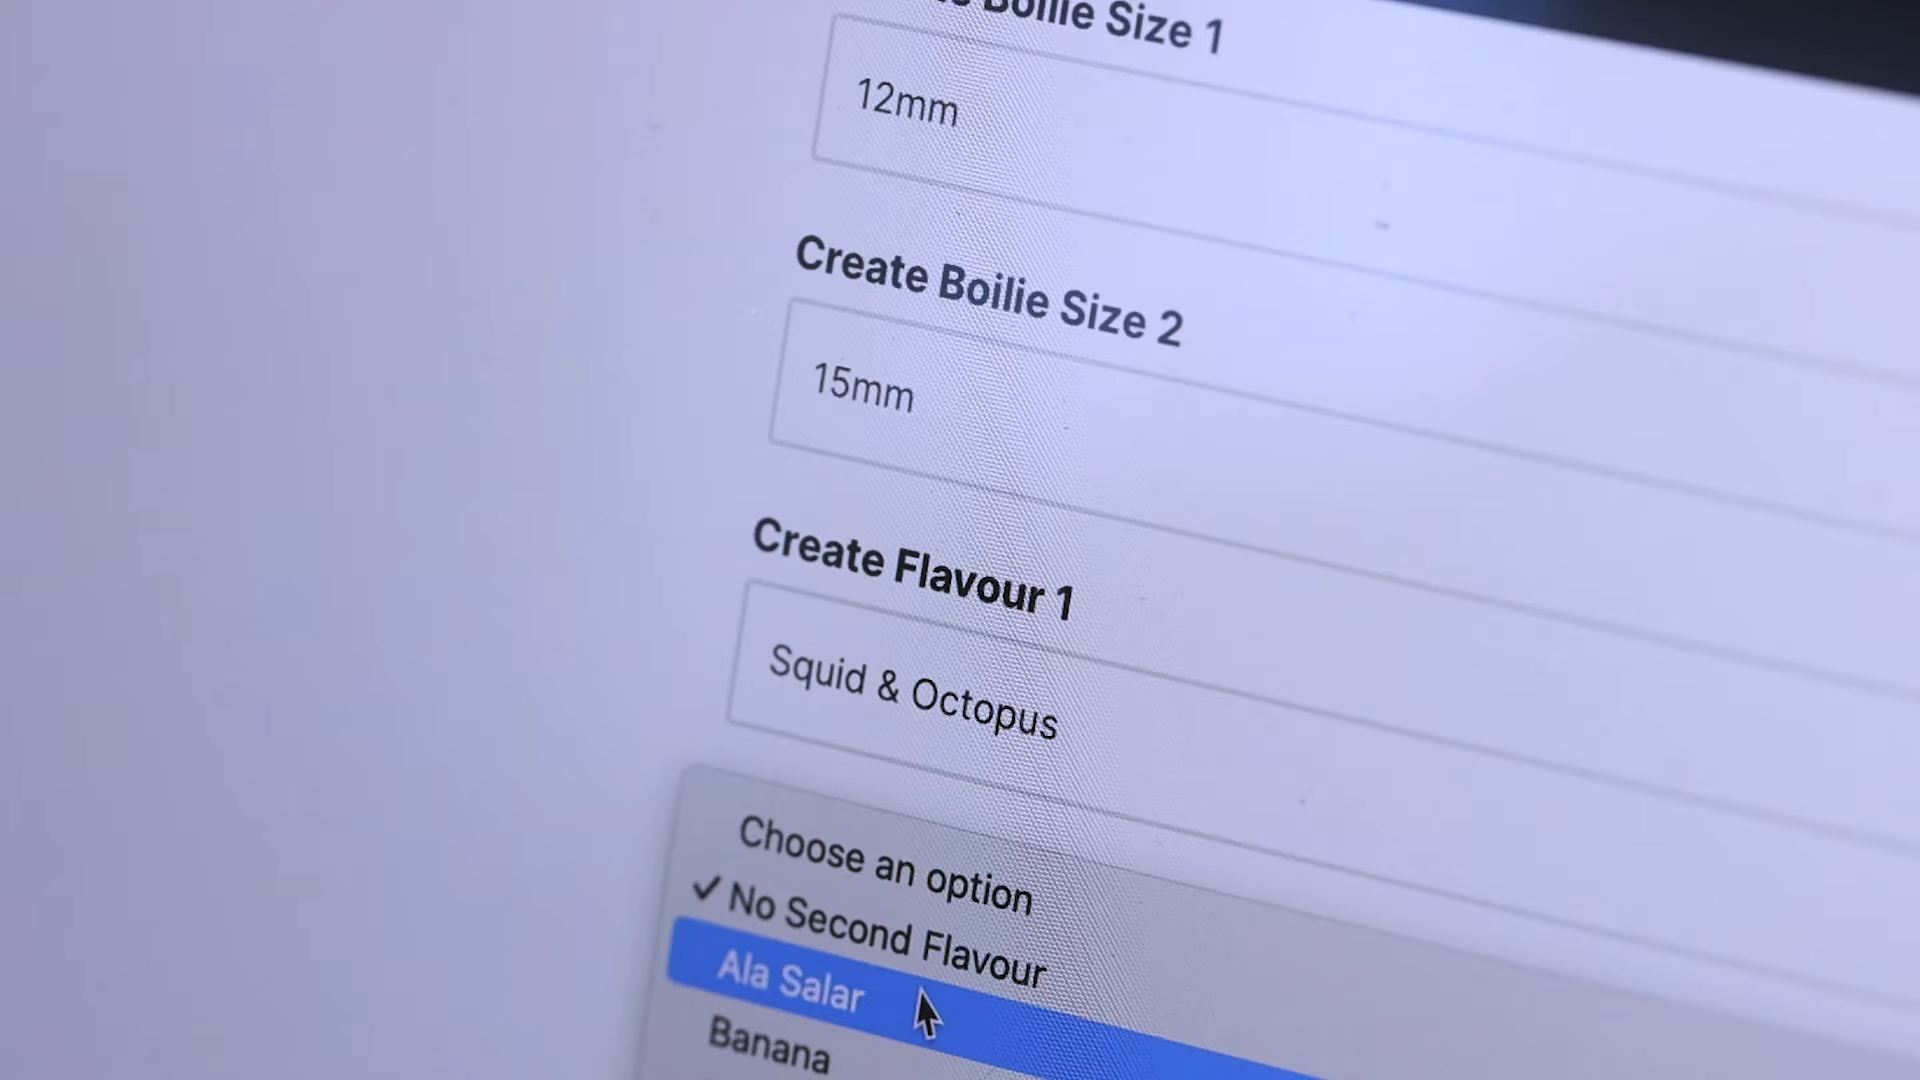 Boilie Size 1
12mm
Create Boilie Size 2
15mm
Create Flavour 1
Squid & Octopus
Choose an option
✓ No Second Flavour
Ala Salar
Banana